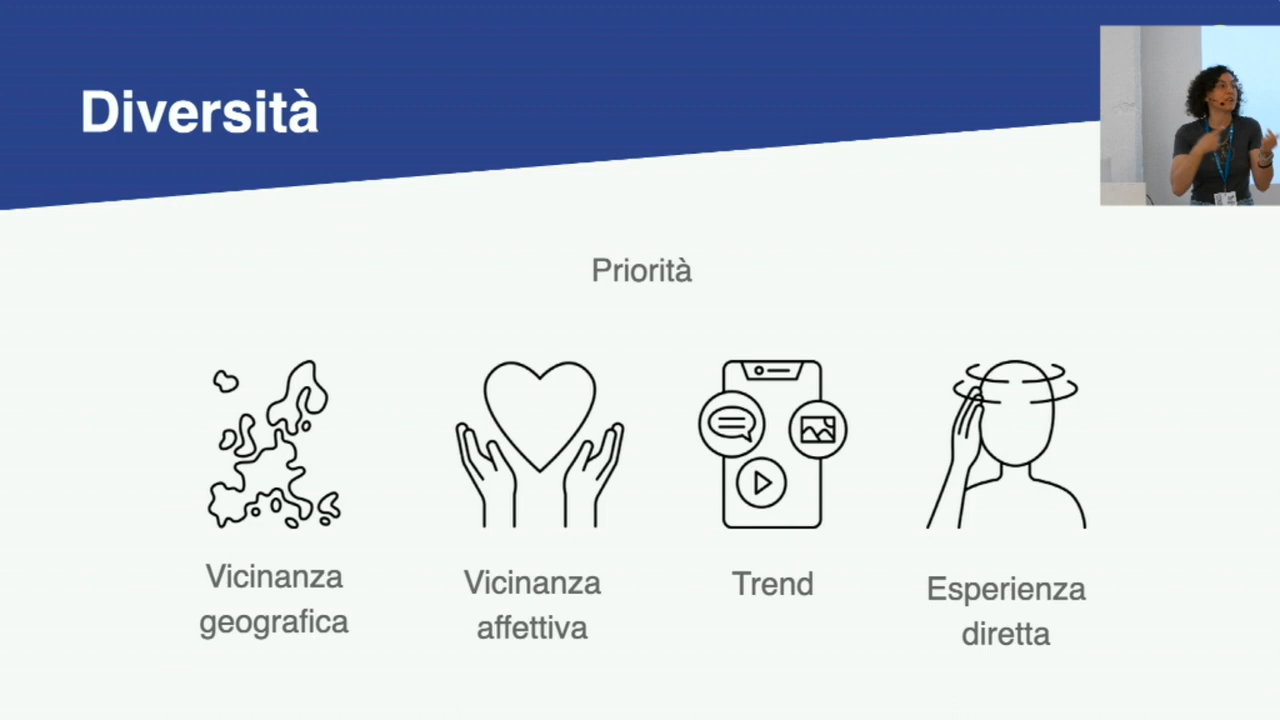 Diversità
Priorità
Vicinanza
geografica
Vicinanza
affettiva
Trend
Esperienza
diretta